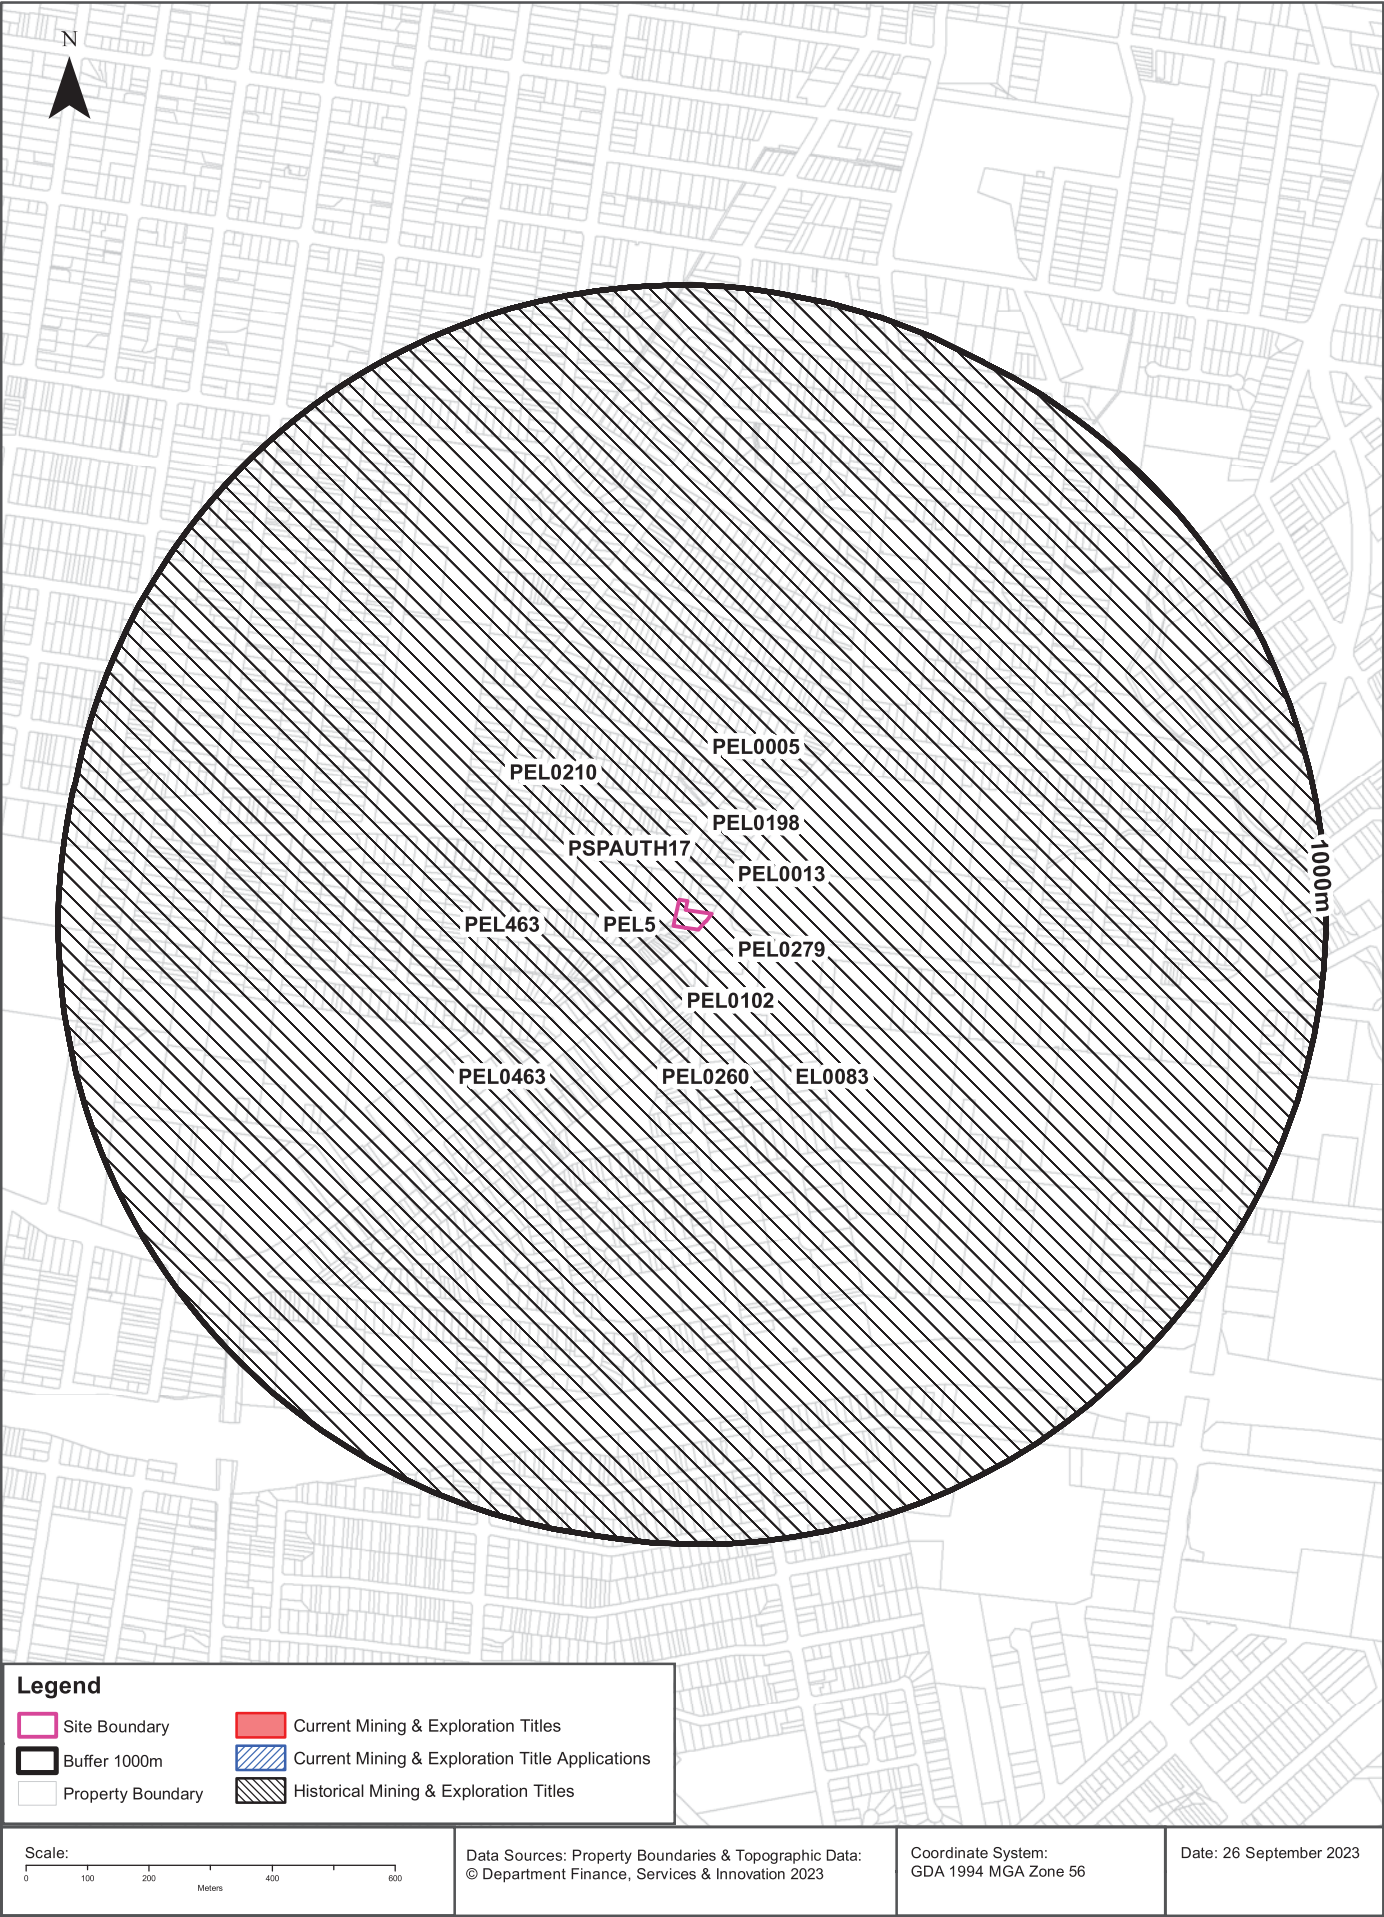 N
PEL0005
PEL0210
PEL0198
PSPAUTH17
PEL0013
1000m
PEL463
PEL5
PEL0279
PEL0102
PEL0463
PEL0260
EL0083
Legend
Site Boundary
Buffer 1000m
Property Boundary
Current Mining & Exploration Titles
Current Mining & Exploration Title Applications
Historical Mining & Exploration Titles
Scale:
0 100 200 400 600
Meters
Data Sources: Property Boundaries & Topographic Data:
© Department Finance, Services & Innovation 2023
Coordinate System:
GDA 1994 MGA Zone 56
Date: 26 September 2023